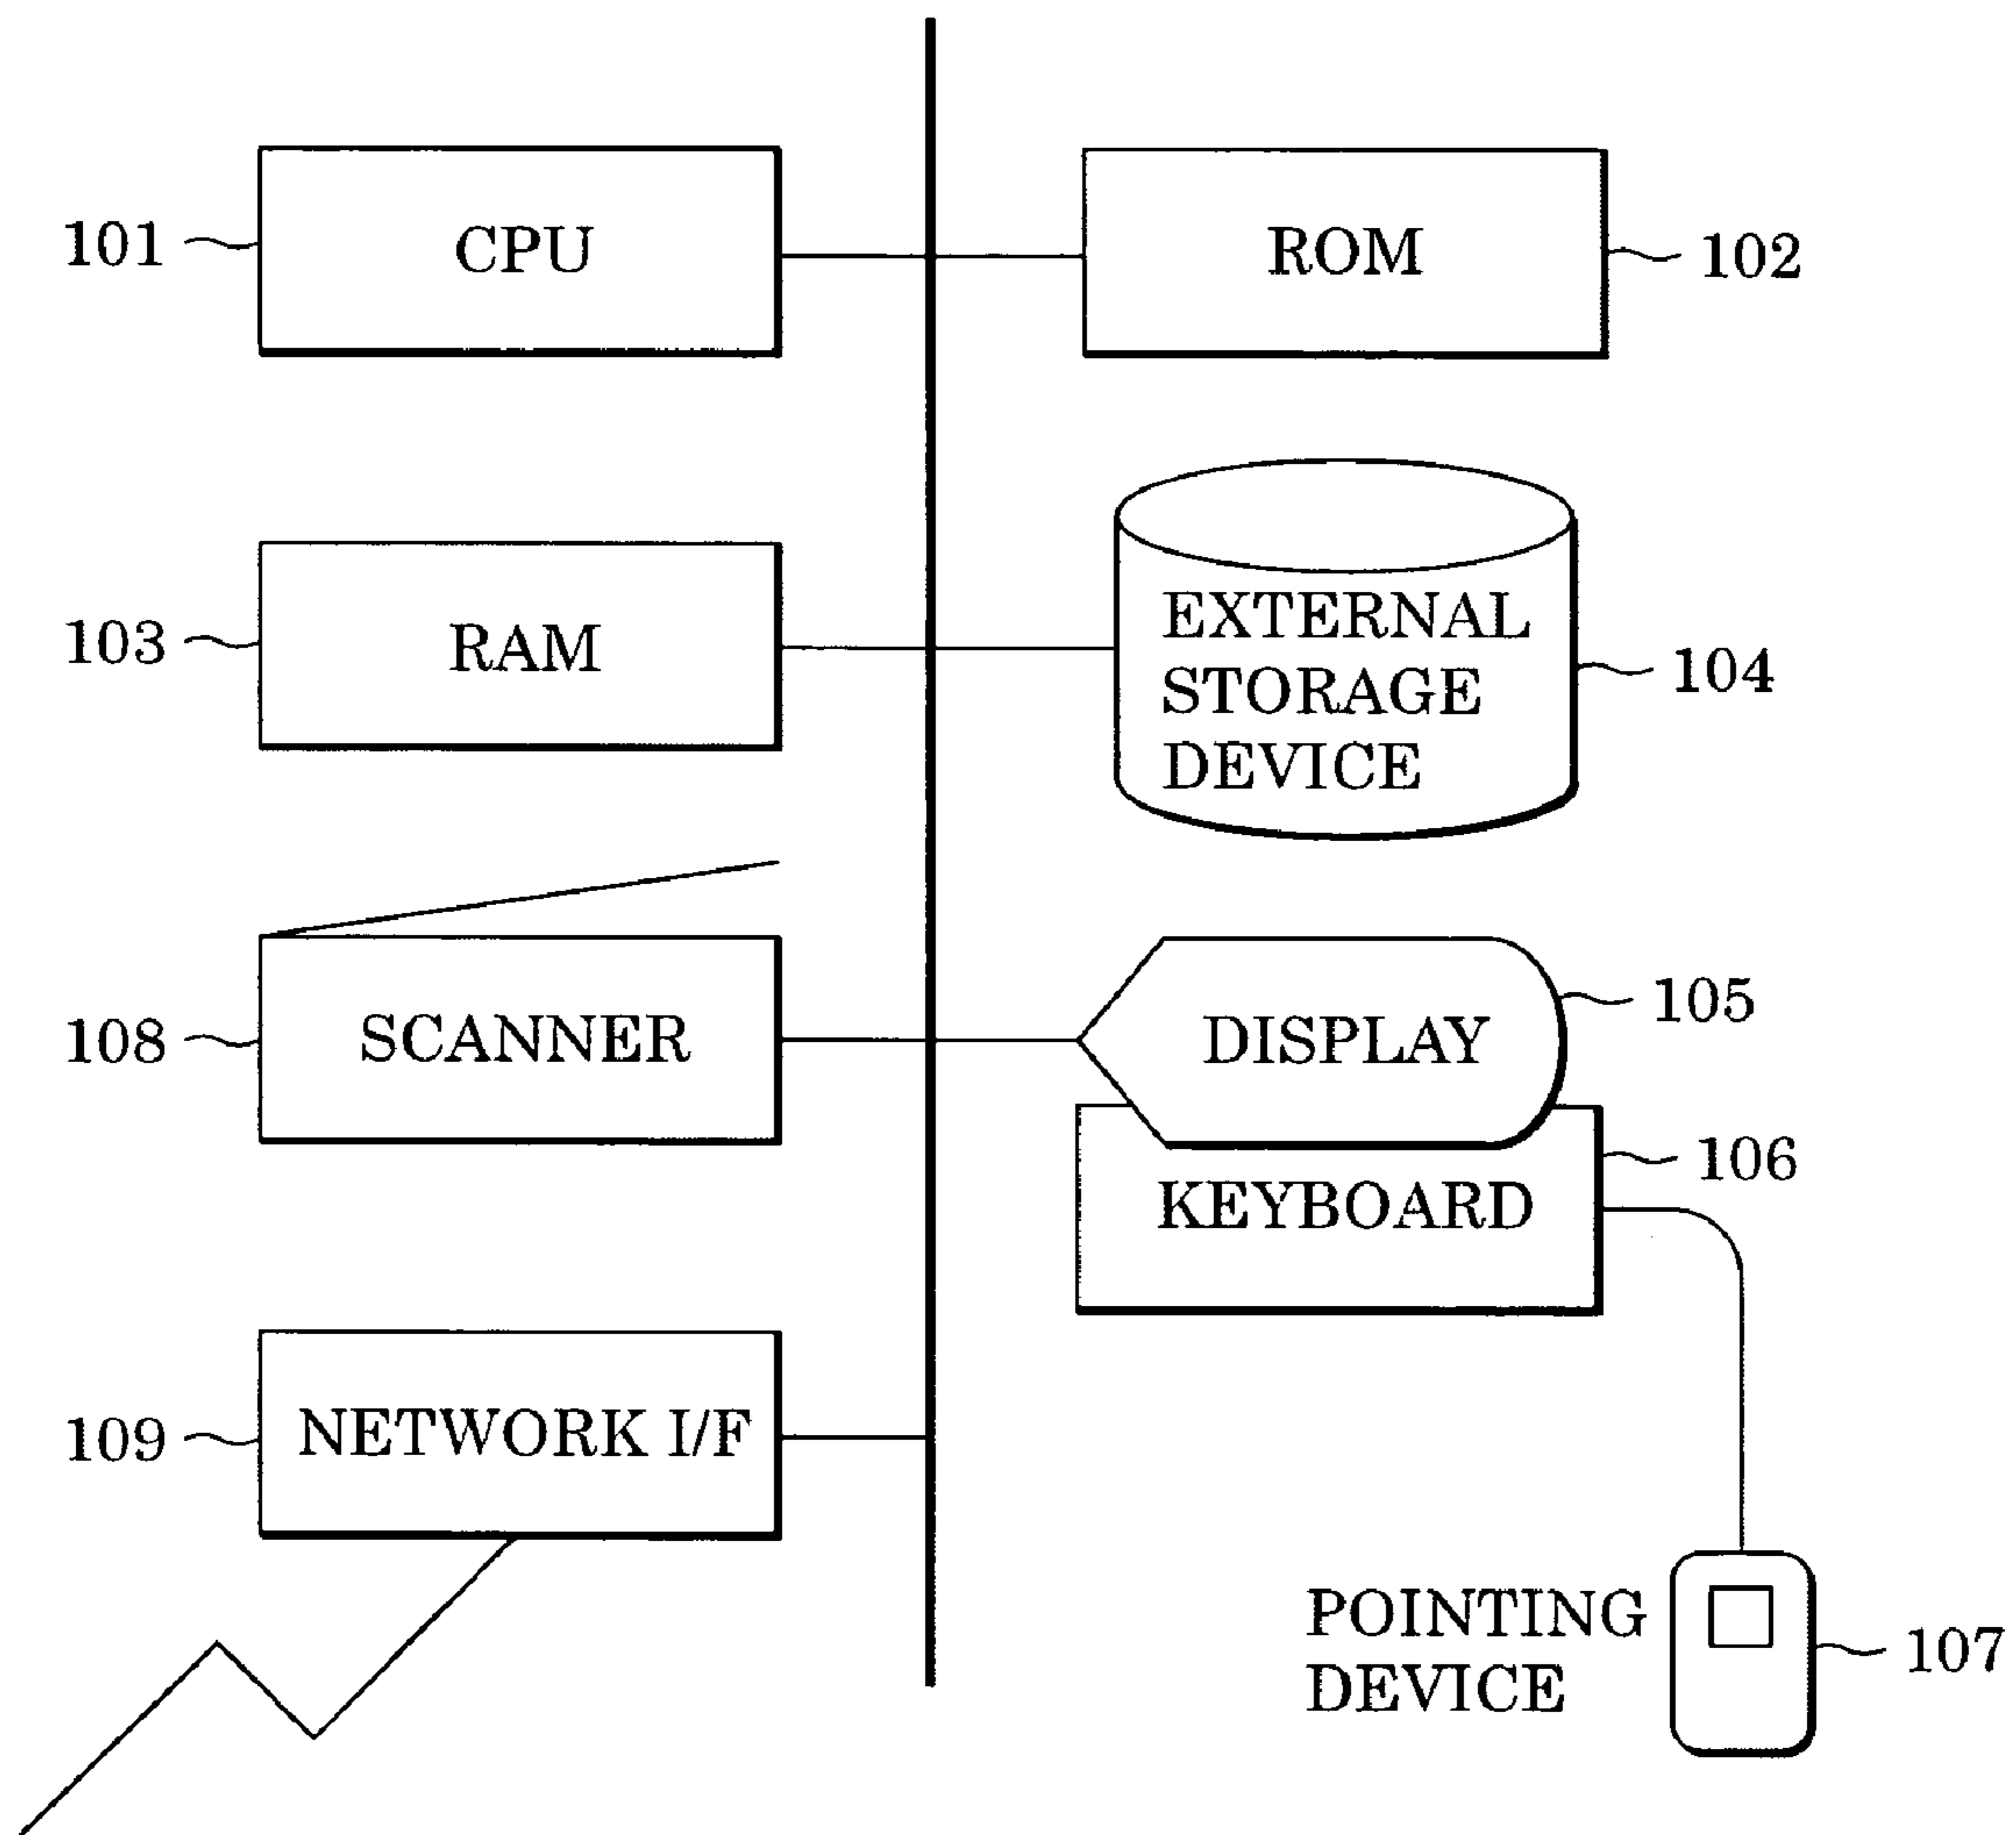 101
CPU
ROM
102
103
RAM
EXTERNAL
STORAGE
DEVICE
104
108
SCANNER
DISPLAY
105
KEYBOARD
106
109
NETWORK I/F
POINTING
DEVICE
107